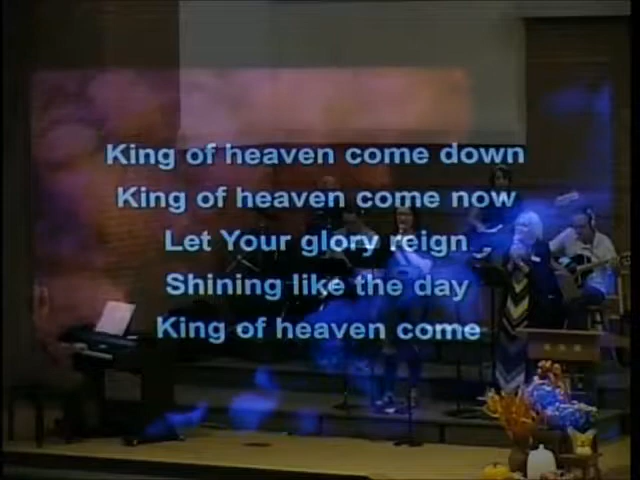 King of heaven come down
King of heaven come now
Let Your glory reign
Shining like the day
King of heaven come